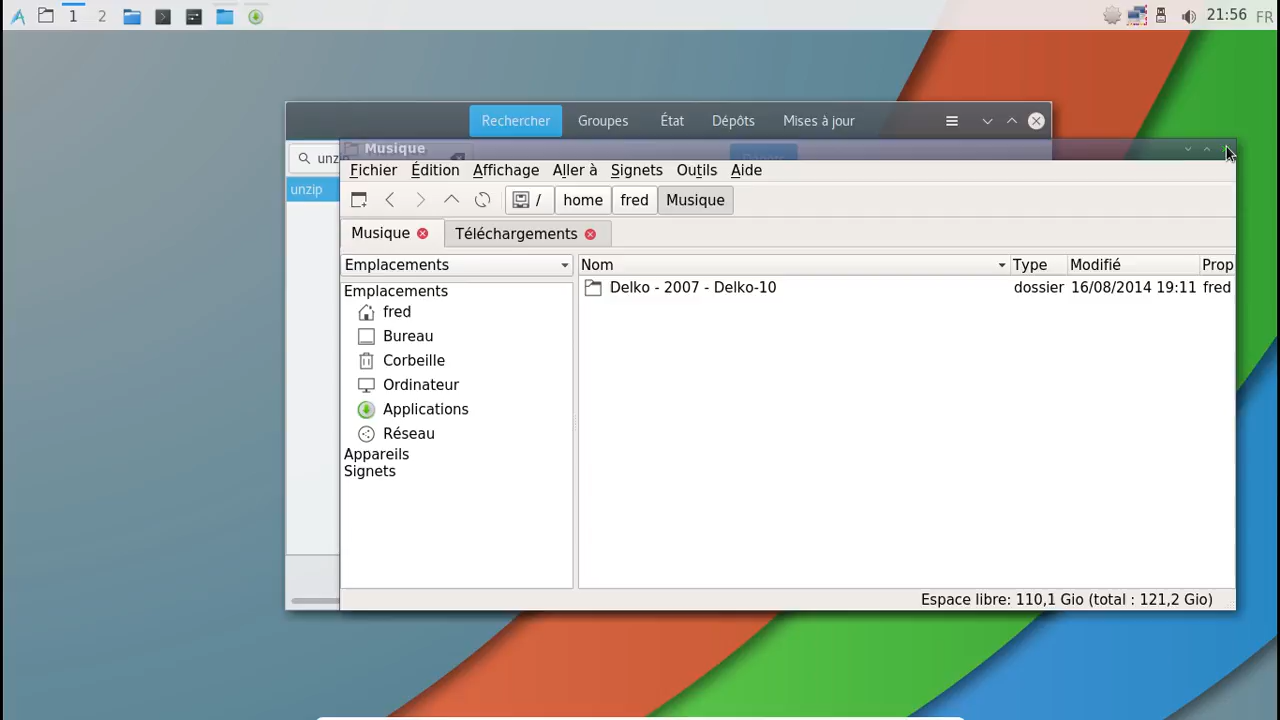 1 2 21:56 FR
Rechercher Groupes État Dépôts Mises à jour
Musique
unzip
Fichier Édition Affichage Aller à Signets Outils Aide
unzip
/ home fred Musique
Musique Téléchargements
Emplacements Nom Type Modifié Prop
Emplacements Delko - 2007 - Delko-10 dossier 16/08/2014 19:11 fred
fred
Bureau
Corbeille
Ordinateur
Applications
Réseau
Appareils
Signets
Espace libre: 110,1 Gio (total : 121,2 Gio)